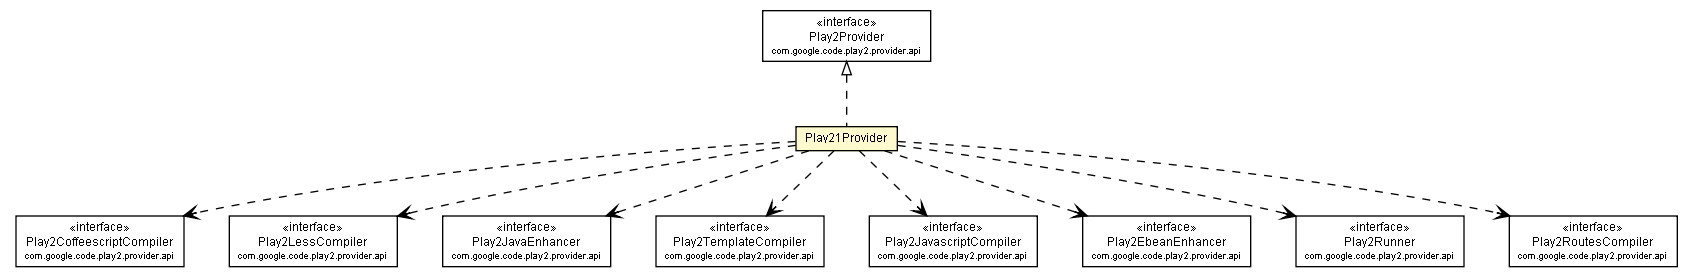 «interface»
Play2Provider
com.google.code.play2.provider.api
Play21Provider
«interface»
Play2CoffeescriptCompiler
com.google.code.play2.provider.api
«interface»
Play2LessCompiler
com.google.code.play2.provider.api
«interface»
Play2JavaEnhancer
com.google.code.play2.provider.api
«interface»
Play2TemplateCompiler
com.google.code.play2.provider.api
«interface»
Play2JavascriptCompiler
com.google.code.play2.provider.api
«interface»
Play2EbeanEnhancer
com.google.code.play2.provider.api
«interface»
Play2Runner
com.google.code.play2.provider.api
«interface»
Play2RoutesCompiler
com.google.code.play2.provider.api